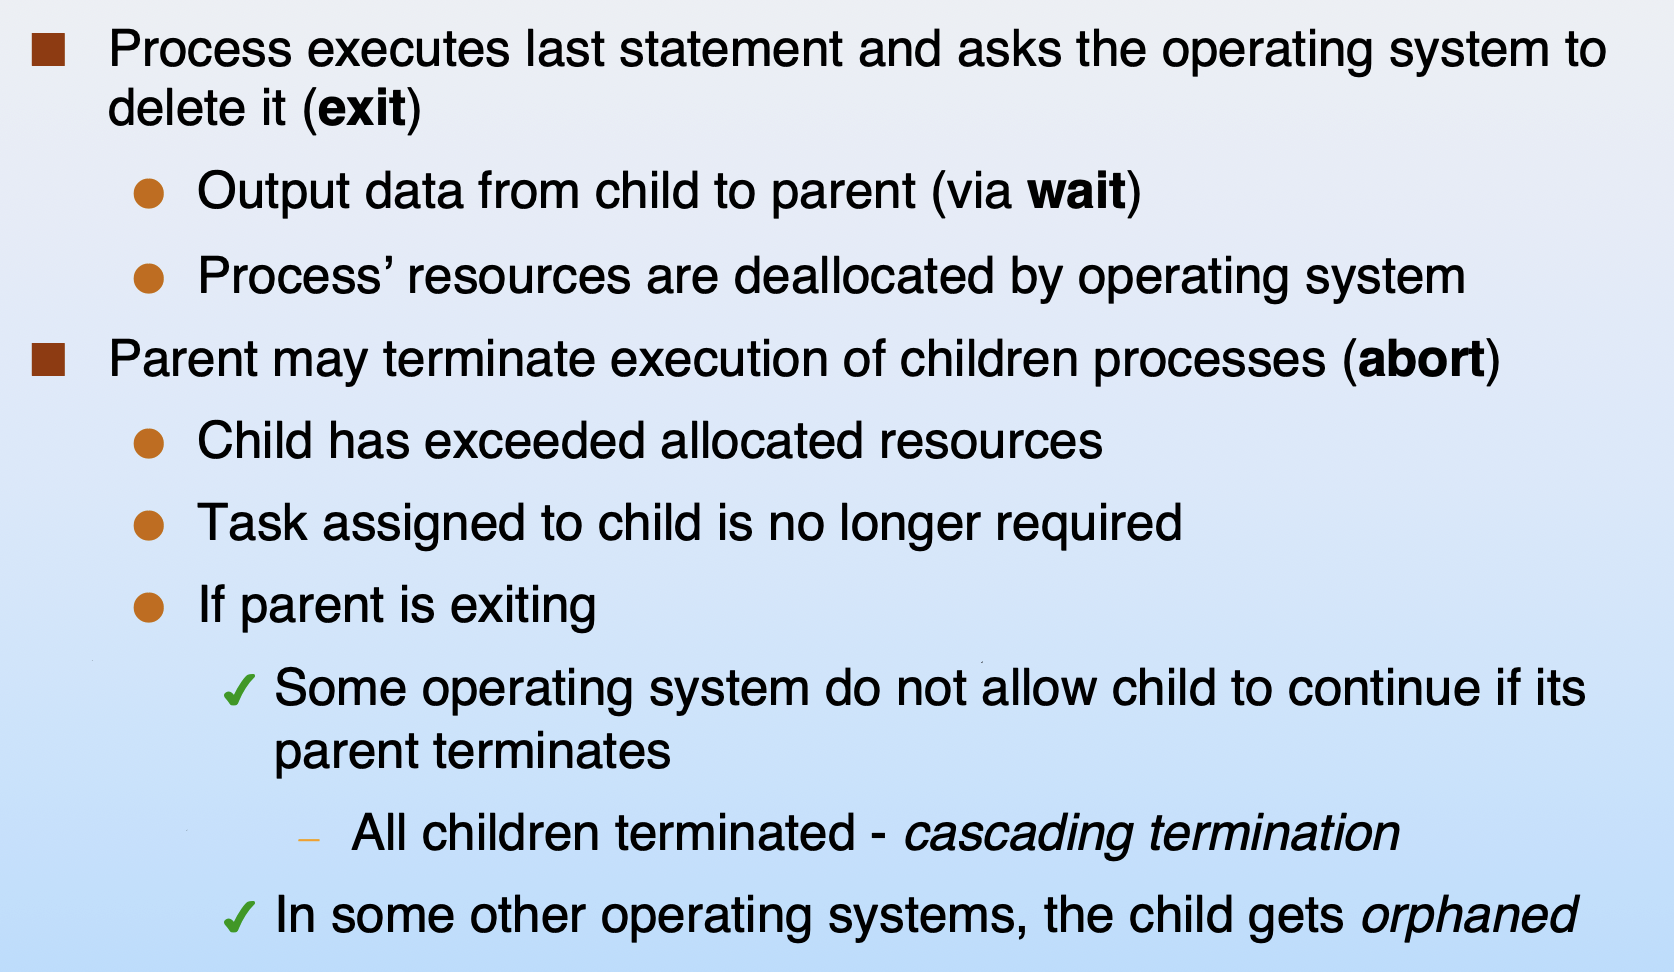 Process executes last statement and asks the operating system to
delete it (exit)
Output data from child to parent (via wait)
Process’ resources are deallocated by operating system
Parent may terminate execution of children processes (abort)
Child has exceeded allocated resources
Task assigned to child is no longer required
If parent is exiting
Some operating system do not allow child to continue if its
parent terminates
All children terminated - cascading termination
In some other operating systems, the child gets orphaned